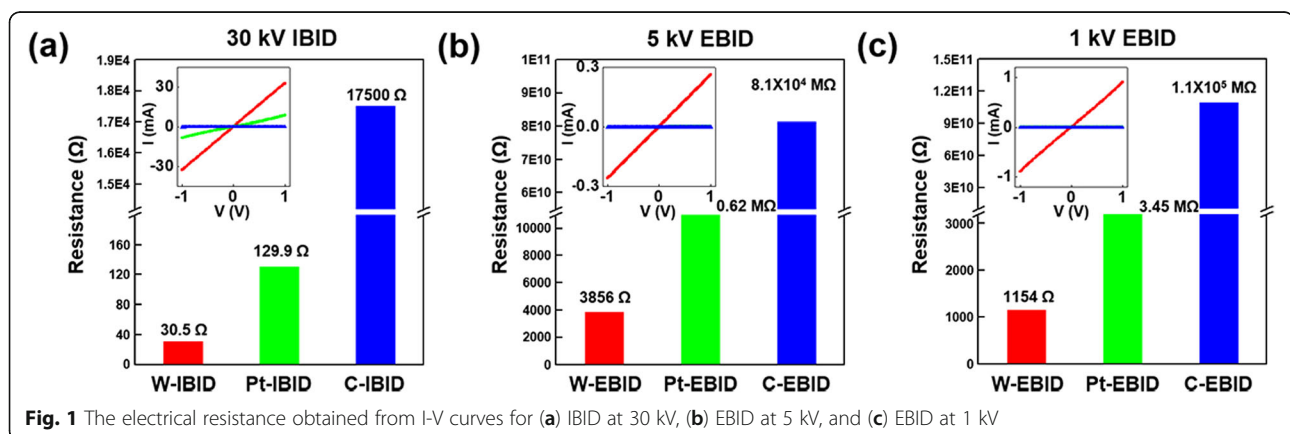 (a)
30 kV IBID
Resistance (Ω)
1.9E4
1.8E4
1.7E4
1.6E4
1.5E4
160
120
80
40
0
I (mA)
30
0
-30
-1
0
1
V (V)
30.5 Ω
129.9 Ω
17500 Ω
W-IBID
Pt-IBID
C-IBID
(b)
5 kV EBID
Resistance (Ω)
1E11
9E10
8E10
7E10
6E10
10000
8000
6000
4000
2000
0
I (mA)
0.3
0.0
-0.3
-1
0
1
V (V)
3856 Ω
0.62 MΩ
8.1X10⁴ MΩ
W-EBID
Pt-EBID
C-EBID
(c)
1 kV EBID
Resistance (Ω)
1.5E11
1.3E11
1.1E11
9E10
7E10
5E10
3E10
3000
2000
1000
0
I (mA)
1
0
-1
-1
0
1
V (V)
1154 Ω
3.45 MΩ
1.1X10⁵ MΩ
W-EBID
Pt-EBID
C-EBID
Fig. 1 The electrical resistance obtained from I-V curves for (a) IBID at 30 kV, (b) EBID at 5 kV, and (c) EBID at 1 kV